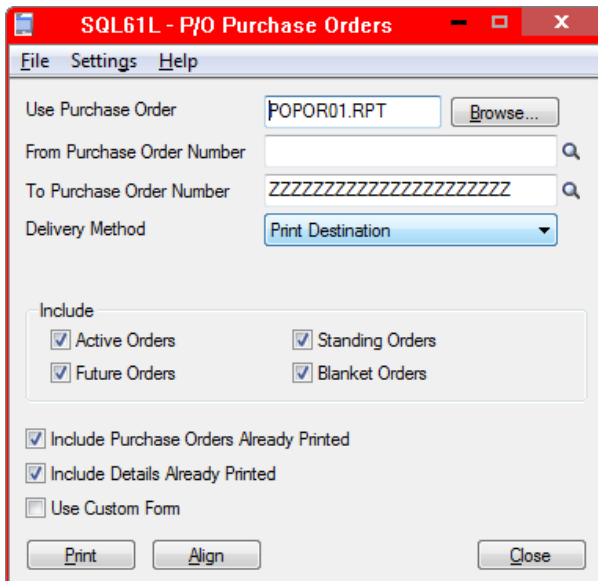 SQL61L - P/O Purchase Orders
File Settings Help
Use Purchase Order POPOR01.RPT Browse...
From Purchase Order Number
To Purchase Order Number ZZZZZZZZZZZZZZZZZZZZZZ
Delivery Method Print Destination
Include
Active Orders Standing Orders
Future Orders Blanket Orders
Include Purchase Orders Already Printed
Include Details Already Printed
Use Custom Form
Print Align Close